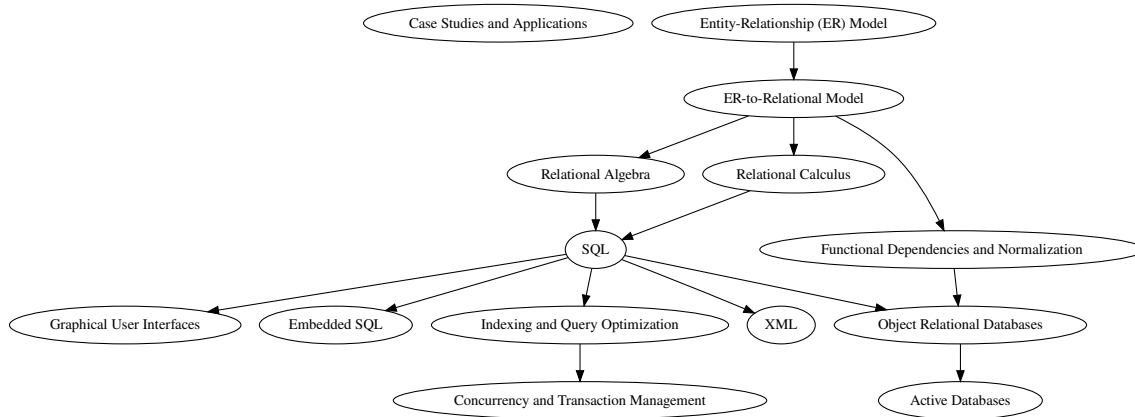 Case Studies and Applications
Entity-Relationship (ER) Model
ER-to-Relational Model
Relational Algebra
Relational Calculus
SQL
Functional Dependencies and Normalization
Graphical User Interfaces
Embedded SQL
Indexing and Query Optimization
XML
Object Relational Databases
Concurrency and Transaction Management
Active Databases